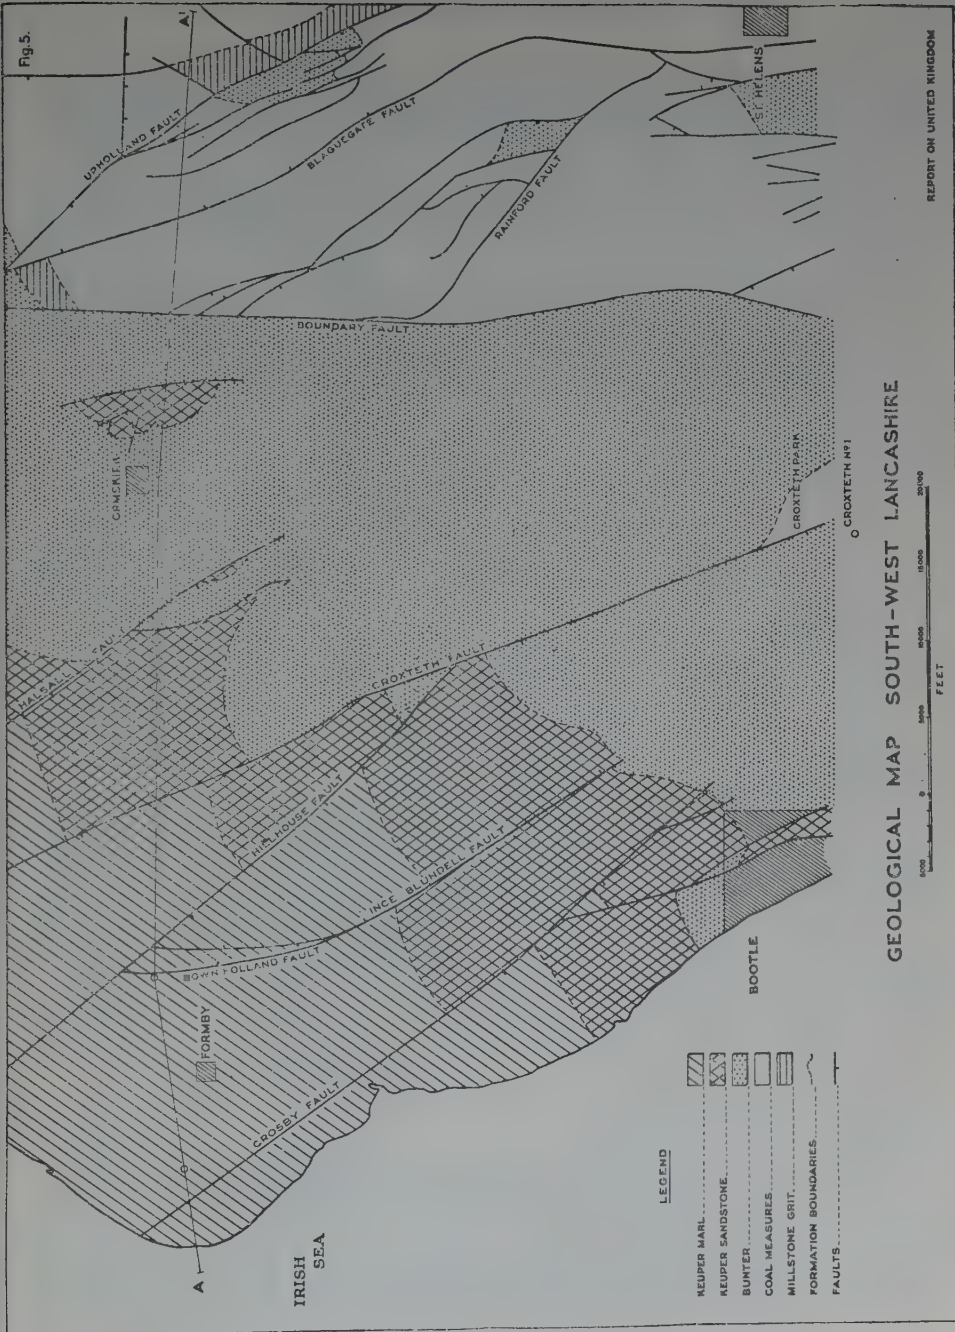 Fig.5.
A'
UPHOLLAND FAULT
BLAGUEGATE FAULT
RAINFORD FAULT
ST HELENS
BOUNDARY FAULT
CROXTETH PARK
CROXTETH Nº1
HALSALL FAULT
CROXTETH FAULT
HILLHOUSE FAULT
INCE BLUNDELL FAULT
FAULT
FORMBY
CROSBY FAULT
BOOTLE
A
IRISH
SEA
LEGEND
KEUPER MARL
KEUPER SANDSTONE
BUNTER
COAL MEASURES
MILLSTONE GRIT
FORMATION BOUNDARIES
FAULTS
GEOLOGICAL MAP SOUTH-WEST LANCASHIRE
5000 0 5000 10000 15000 20000
FEET
REPORT ON UNITED KINGDOM